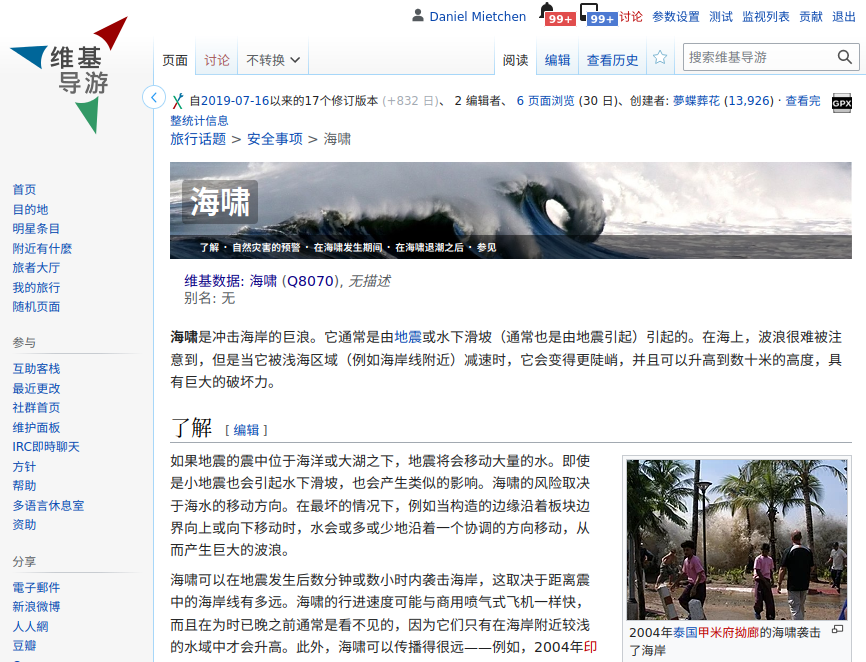 维基
导游
Daniel Mietchen 99+ 99+ 讨论 参数设置 测试 监视列表 贡献 退出
页面 讨论 不转换 阅读 编辑 查看历史 搜索维基导游
自2019-07-16以来的17个修订版本 (+832 日)、 2 编辑者、 6 页面浏览 (30 日)、创建者: 夢蝶葬花 (13,926) · 查看完
整统计信息
GPX
旅行话题 > 安全事项 > 海啸
海啸
了解 · 自然灾害的预警 · 在海啸发生期间 · 在海啸退潮之后 · 参见
维基数据: 海啸 (Q8070), 无描述
别名: 无
海啸是冲击海岸的巨浪。它通常是由地震或水下滑坡（通常也是由地震引起）引起的。在海上，波浪很难被注
意到，但是当它被浅海区域（例如海岸线附近）减速时，它会变得更陡峭，并且可以升高到数十米的高度，具
有巨大的破坏力。
了解 [ 编辑 ]
如果地震的震中位于海洋或大湖之下，地震将会移动大量的水。即使
是小地震也会引起水下滑坡，也会产生类似的影响。海啸的风险取决
于海水的移动方向。在最坏的情况下，例如当构造的边缘沿着板块边
界向上或向下移动时，水会或多或少地沿着一个协调的方向移动，从
而产生巨大的波浪。
海啸可以在地震发生后数分钟或数小时内袭击海岸，这取决于距离震
中的海岸线有多远。海啸的行进速度可能与商用喷气式飞机一样快，
而且在为时已晚之前通常是看不见的，因为它们只有在海岸附近较浅
的水域中才会升高。此外，海啸可以传播得很远——例如，2004年印
2004年泰国甲米府拗廊的海啸袭击
了海岸
首页
目的地
明星条目
附近有什麼
旅者大厅
我的旅行
随机页面
参与
互助客栈
最近更改
社群首页
维护面板
IRC即時聊天
方针
帮助
多语言休息室
资助
分享
電子郵件
新浪微博
人人網
豆瓣